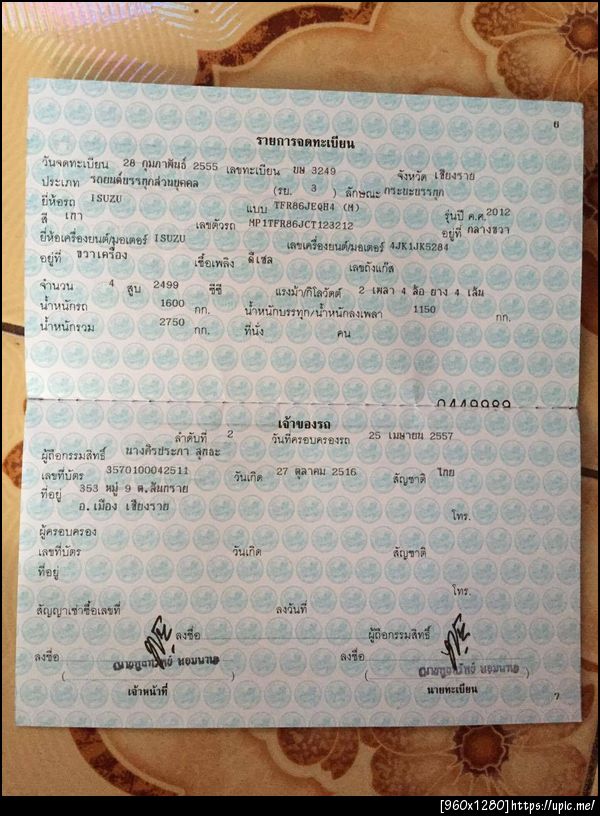 6
รายการจดทะเบียน
วันจดทะเบียน 28 กุมภาพันธ์ 2555 เลขทะเบียน บษ 3249 จังหวัด เชียงราย
ประเภท รถยนต์บรรทุกส่วนบุคคล (รย. 3 ) ลักษณะ กระบะบรรทุก
ยี่ห้อรถ ISUZU แบบ TFR86JEQH4 (M) รุ่นปี ค.ศ. 2012
สี เทา เลขตัวรถ MP1TFR86JCT123212 อยู่ที่ กลางขวา
ยี่ห้อเครื่องยนต์/มอเตอร์ ISUZU เลขเครื่องยนต์/มอเตอร์ 4JK1JK5284
อยู่ที่ ขวาเครื่อง เชื้อเพลิง ดีเซล เลขถังแก๊ส
จำนวน 4 สูบ 2499 ซีซี แรงม้า/กิโลวัตต์ 2 เพลา 4 ล้อ ยาง 4 เส้น
น้ำหนักรถ 1600 กก. น้ำหนักบรรทุก/น้ำหนักลงเพลา 1150 กก.
น้ำหนักรวม 2750 กก. ที่นั่ง คน
เจ้าของรถ
ลำดับที่ 2 วันที่ครอบครองรถ 25 เมษายน 2557
ผู้ถือกรรมสิทธิ์ นางศิรประภา
เลขที่บัตร 3570100042511 วันเกิด 27 ตุลาคม 2516 สัญชาติ ไทย
ที่อยู่ 353 หมู่ 9 ต.สันทราย
อ.เมือง เชียงราย โทร.
ผู้ครอบครอง
เลขที่บัตร วันเกิด สัญชาติ
ที่อยู่
โทร.
สัญญาเช่าซื้อเลขที่ ลงวันที่
ลงชื่อ ผู้ถือกรรมสิทธิ์
ลงชื่อ ลงชื่อ
( ) ( )
เจ้าหน้าที่ นายทะเบียน
7
[960x1280] https://upic.me/